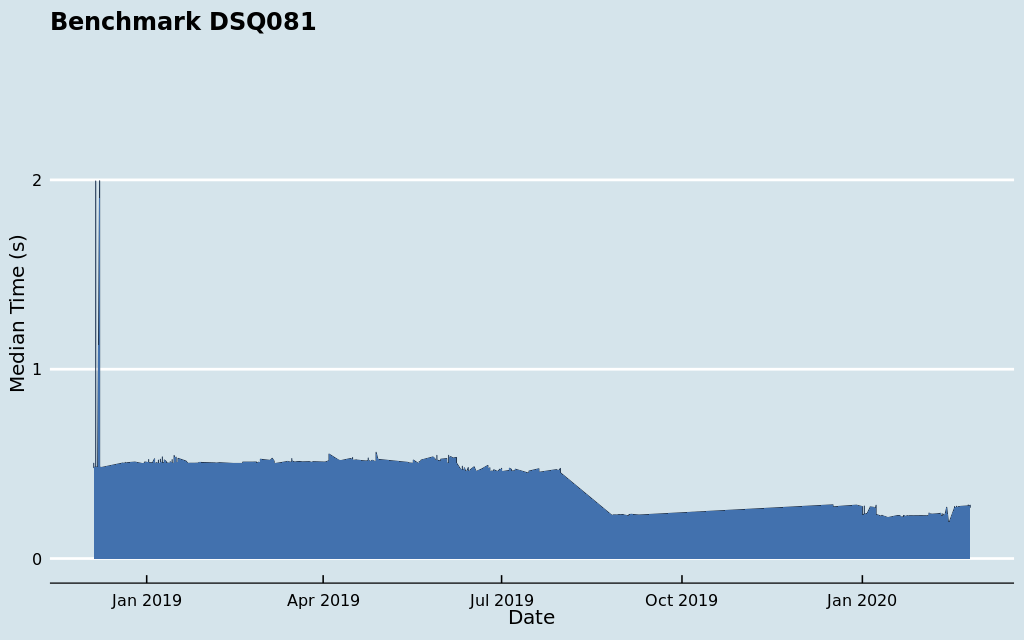 Benchmark DSQ081
Median Time (s)
2
1
0
Jan 2019
Apr 2019
Jul 2019
Oct 2019
Jan 2020
Date